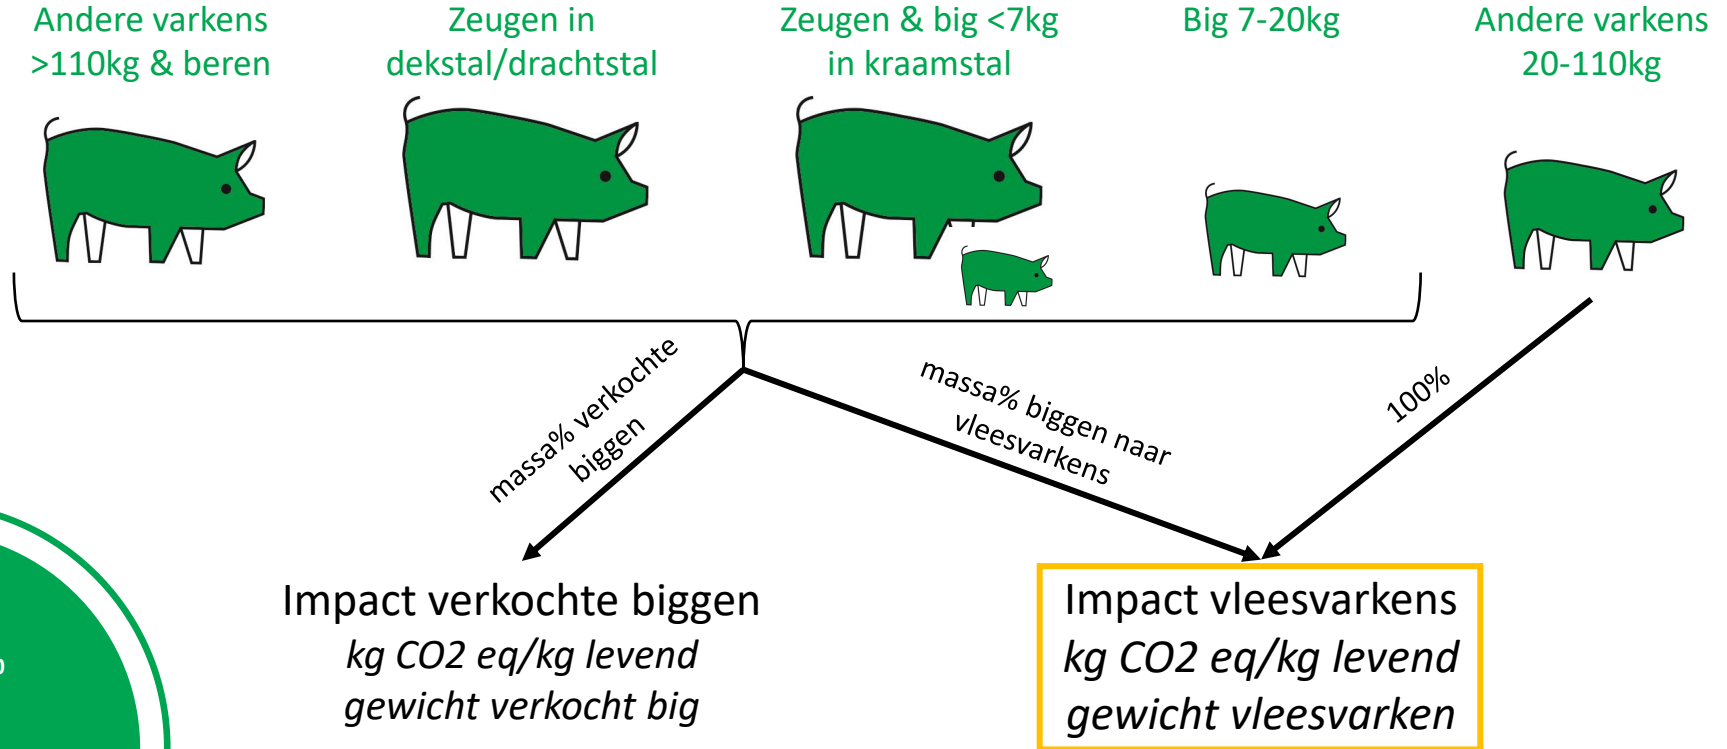 Andere varkens
>110kg & beren
Zeugen in
dekstal/drachtstal
Zeugen & big <7kg
in kraamstal
Big 7-20kg
Andere varkens
20-110kg
massa% verkochte
biggen
massa% biggen naar
vleesvarkens
100%
Impact verkochte biggen
kg CO2 eq/kg levend
gewicht verkocht big
Impact vleesvarkens
kg CO2 eq/kg levend
gewicht vleesvarken